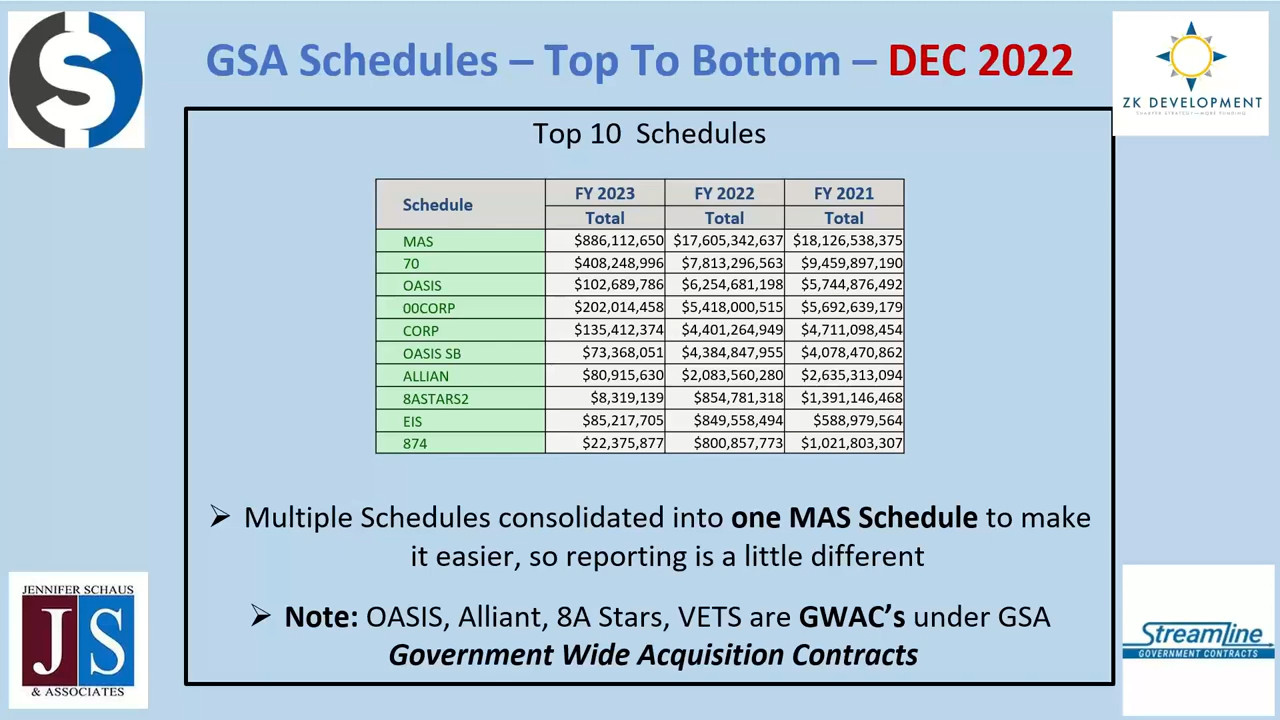 GSA Schedules – Top To Bottom – DEC 2022
ZK DEVELOPMENT
Top 10 Schedules
Schedule FY 2023 FY 2022 FY 2021
Total Total Total
MAS $886,112,650 $17,605,342,637 $18,126,538,375
70 $408,248,996 $7,813,296,563 $9,459,897,190
OASIS $102,689,786 $6,254,681,198 $5,744,876,492
00CORP $202,014,458 $5,418,000,515 $5,692,639,179
CORP $135,412,374 $4,401,264,949 $4,711,098,454
OASIS SB $73,368,051 $4,384,847,955 $4,078,470,862
ALLIAN $80,915,630 $2,083,560,280 $2,635,313,094
8ASTARS2 $8,319,139 $854,781,318 $1,391,146,468
EIS $85,217,705 $849,558,494 $588,979,564
874 $22,375,877 $800,857,773 $1,021,803,307
➢ Multiple Schedules consolidated into one MAS Schedule to make
it easier, so reporting is a little different
➢ Note: OASIS, Alliant, 8A Stars, VETS are GWAC’s under GSA
Government Wide Acquisition Contracts
JENNIFER SCHAUS
JS
& ASSOCIATES
Streamline
GOVERNMENT CONTRACTS